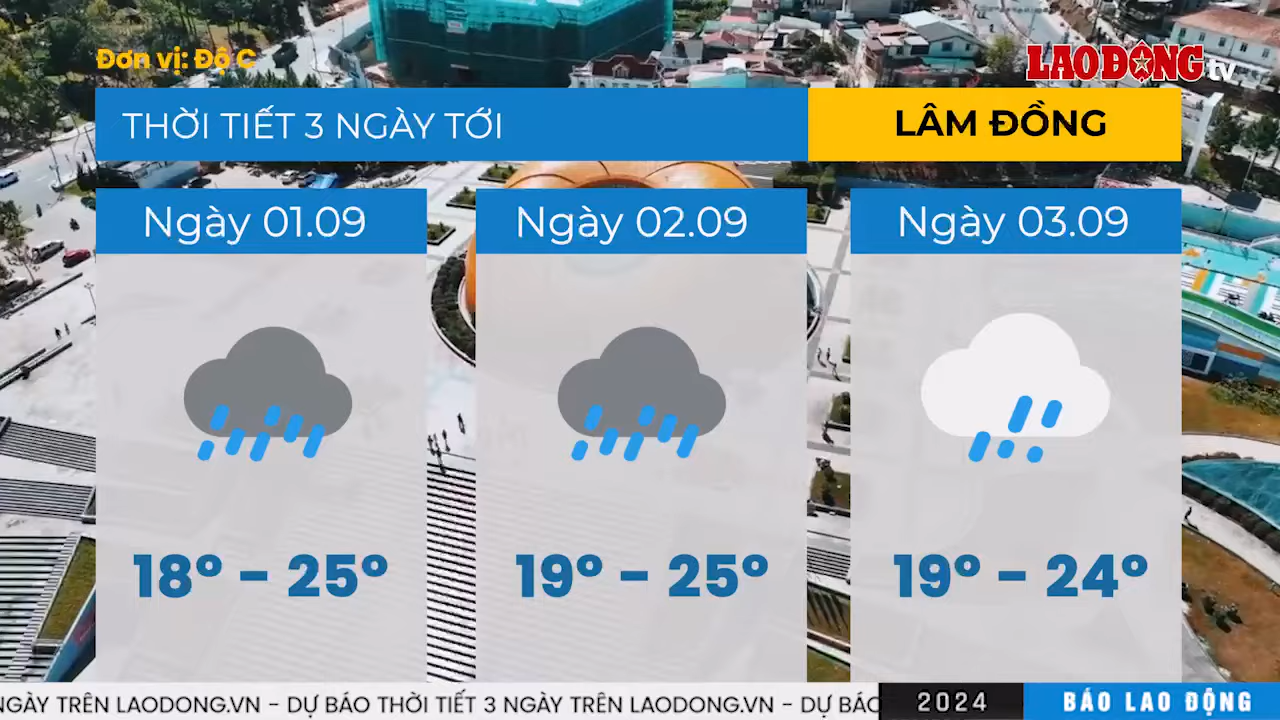 Đơn vị: Độ C
LAO ĐỘNG tv
THỜI TIẾT 3 NGÀY TỚI
LÂM ĐỒNG
Ngày 01.09
Ngày 02.09
Ngày 03.09
18° - 25°
19° - 25°
19° - 24°
NGÀY TRÊN LAODONG.VN - DỰ BÁO THỜI TIẾT 3 NGÀY TRÊN LAODONG.VN - DỰ BÁO
2024
BÁO LAO ĐỘNG